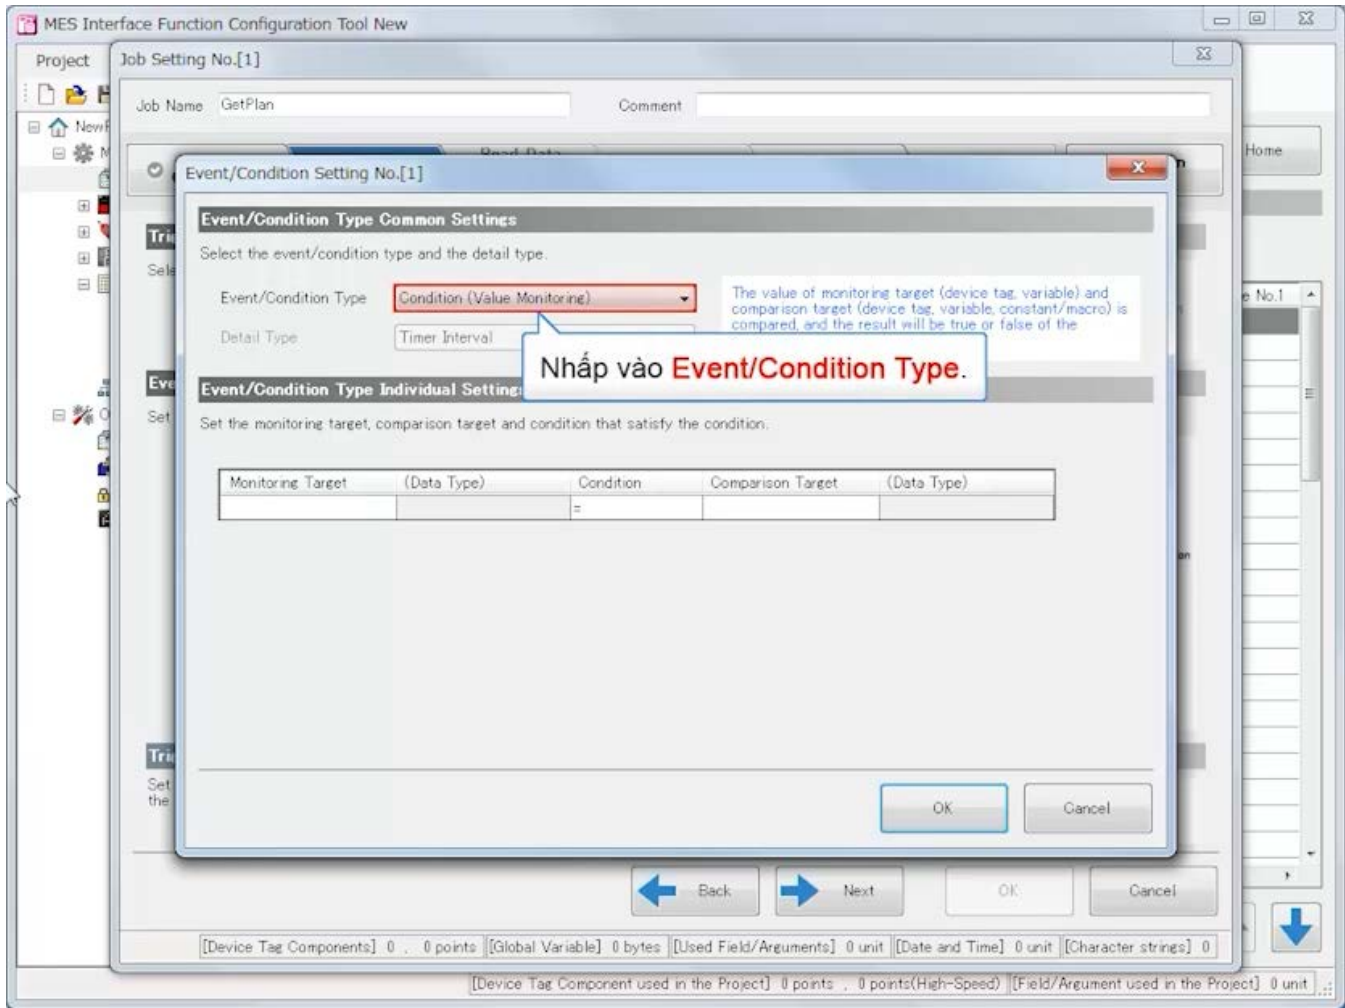 MES Interface Function Configuration Tool New
Project
Job Setting No.[1]
Job Name GetPlan Comment
Home
Event/Condition Setting No.[1]
Event/Condition Type Common Settings
Select the event/condition type and the detail type.
Event/Condition Type Condition (Value Monitoring)
The value of monitoring target (device tag, variable) and
comparison target (device tag, variable, constant/macro) is
compared, and the result will be true or false of the
Detail Type Timer Interval
Nhấp vào Event/Condition Type.
Event/Condition Type Individual Settings
Set the monitoring target, comparison target and condition that satisfy the condition.
Monitoring Target (Data Type) Condition Comparison Target (Data Type)
=
OK Cancel
Set
the
Back Next OK Cancel
[Device Tag Components] 0 . 0 points [Global Variable] 0 bytes [Used Field/Arguments] 0 unit [Date and Time] 0 unit [Character strings] 0
[Device Tag Component used in the Project] 0 points . 0 points(High-Speed) [Field/Argument used in the Project] 0 unit